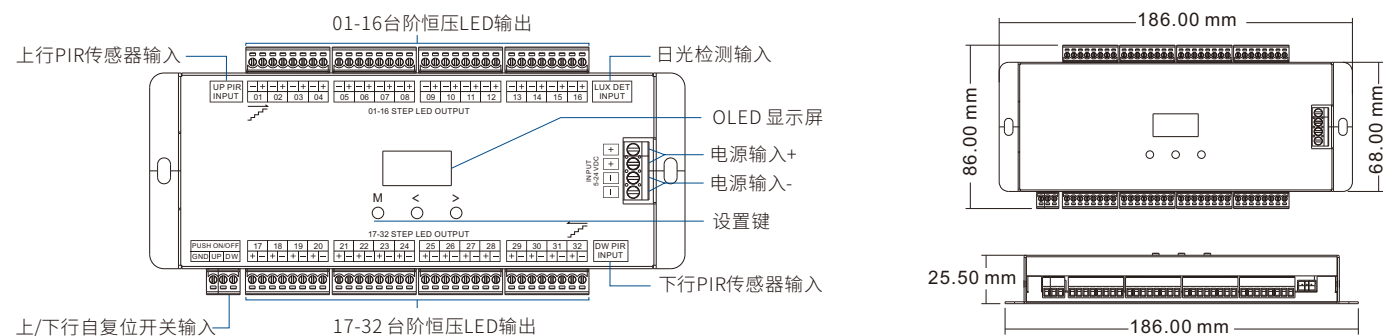 01-16台阶恒压LED输出
上行PIR传感器输入
日光检测输入
UP PIR INPUT
- + - + - + - +
01 02 03 04
- + - + - + - +
05 06 07 08
- + - + - + - +
09 10 11 12
- + - + - + - +
13 14 15 16
LUX DET INPUT
01-16 STEP LED OUTPUT
OLED 显示屏
电源输入+
电源输入-
INPUT
5-24 VDC
+
+
-
-
M < >
设置键
17-32 STEP LED OUTPUT
PUSH ON/OFF
GND UP DW
17 18 19 20
+ - + - + - + -
21 22 23 24
+ - + - + - + -
25 26 27 28
+ - + - + - + -
29 30 31 32
+ - + - + - + -
DW PIR INPUT
下行PIR传感器输入
上/下行自复位开关输入
17-32 台阶恒压LED输出
186.00 mm
86.00 mm
68.00 mm
25.50 mm
186.00 mm